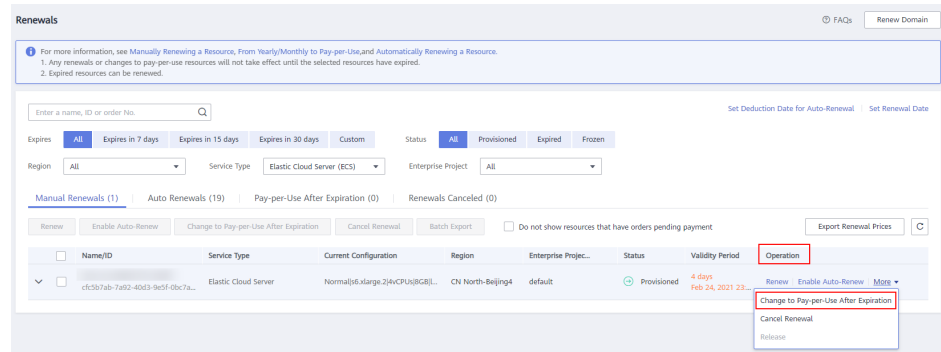 Renewals
FAQs
Renew Domain
For more information, see Manually Renewing a Resource, From Yearly/Monthly to Pay-per-Use,and Automatically Renewing a Resource.
1. Any renewals or changes to pay-per-use resources will not take effect until the selected resources have expired.
2. Expired resources can be renewed.
Enter a name, ID or order No.
Set Deduction Date for Auto-Renewal Set Renewal Date
Expires All Expires in 7 days Expires in 15 days Expires in 30 days Custom Status All Provisioned Expired Frozen
Region All Service Type Elastic Cloud Server (ECS) Enterprise Project All
Manual Renewals (1) Auto Renewals (19) Pay-per-Use After Expiration (0) Renewals Canceled (0)
Renew Enable Auto-Renew Change to Pay-per-Use After Expiration Cancel Renewal Batch Export Do not show resources that have orders pending payment Export Renewal Prices
Name/ID Service Type Current Configuration Region Enterprise Projec... Status Validity Period Operation
cfc5b7ab-7a92-40d3-9e5f-0bc7a... Elastic Cloud Server Normal|s6.xlarge.2|4vCPUs|8GB|l... CN North-Beijing4 default Provisioned 4 days Renew Enable Auto-Renew More
Feb 24, 2021 23:...
Change to Pay-per-Use After Expiration
Cancel Renewal
Release